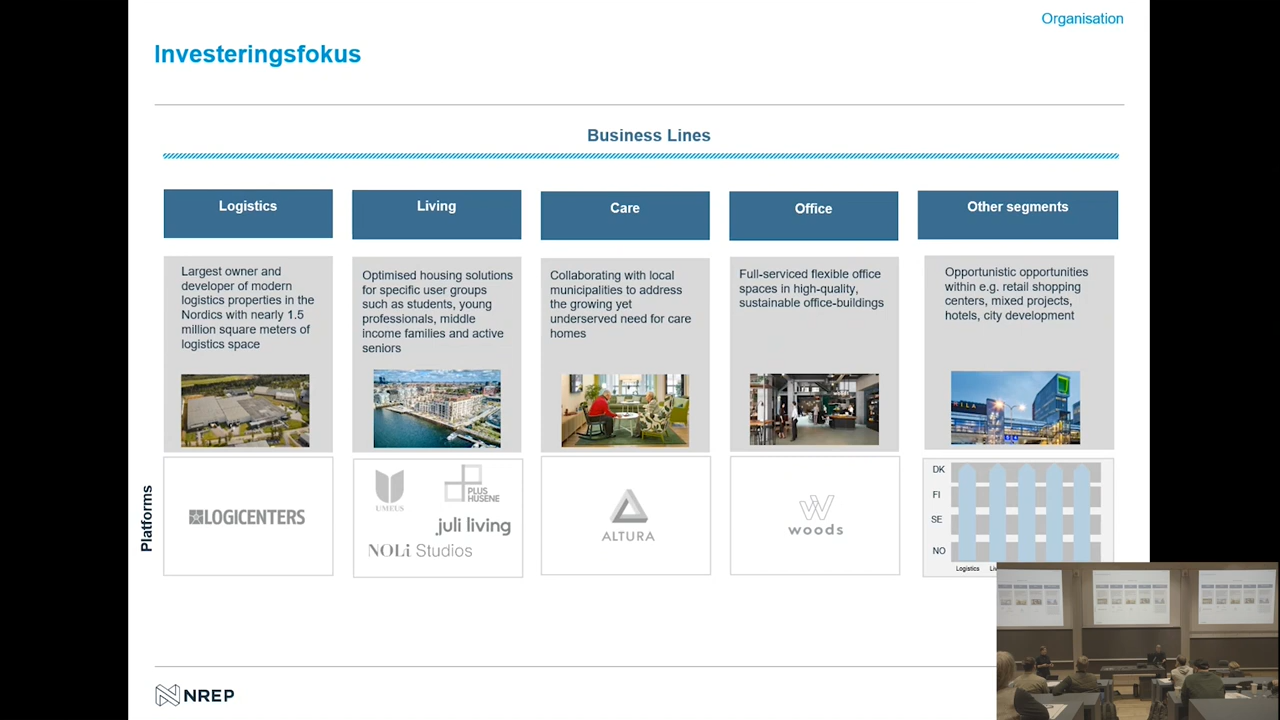 Organisation
Investeringsfokus
Business Lines
Logistics
Living
Care
Office
Other segments
Largest owner and
developer of modern
logistics properties in the
Nordics with nearly 1.5
million square meters of
logistics space
Optimised housing solutions
for specific user groups
such as students, young
professionals, middle
income families and active
seniors
Collaborating with local
municipalities to address
the growing yet
underserved need for care
homes
Full-serviced flexible office
spaces in high-quality,
sustainable office-buildings
Opportunistic opportunities
within e.g. retail shopping
centers, mixed projects,
hotels, city development
Platforms
LOGICENTERS
UMEUS
PLUS
HUSENE
juli living
NOLi Studios
ALTURA
woods
DK
FI
SE
NO
Logistics
NREP